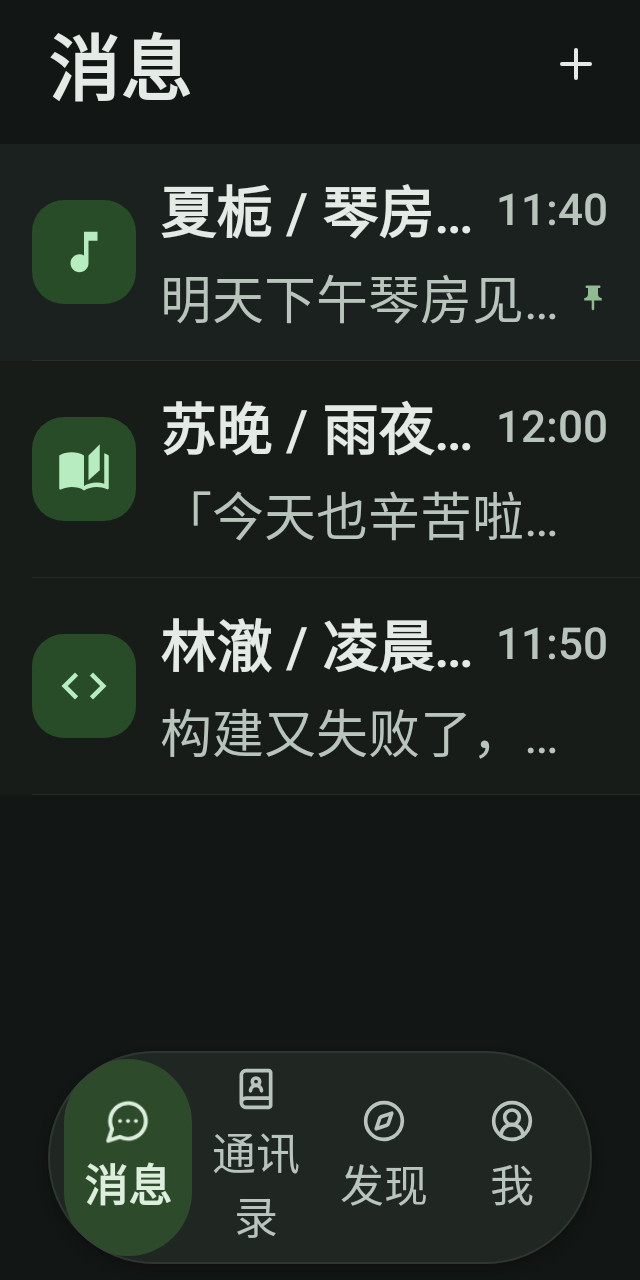 消息
夏栀 / 琴房… 11:40
明天下午琴房见…
苏晚 / 雨夜… 12:00
「今天也辛苦啦…
林澈 / 凌晨… 11:50
构建又失败了，…
消息
通讯
录
发现
我